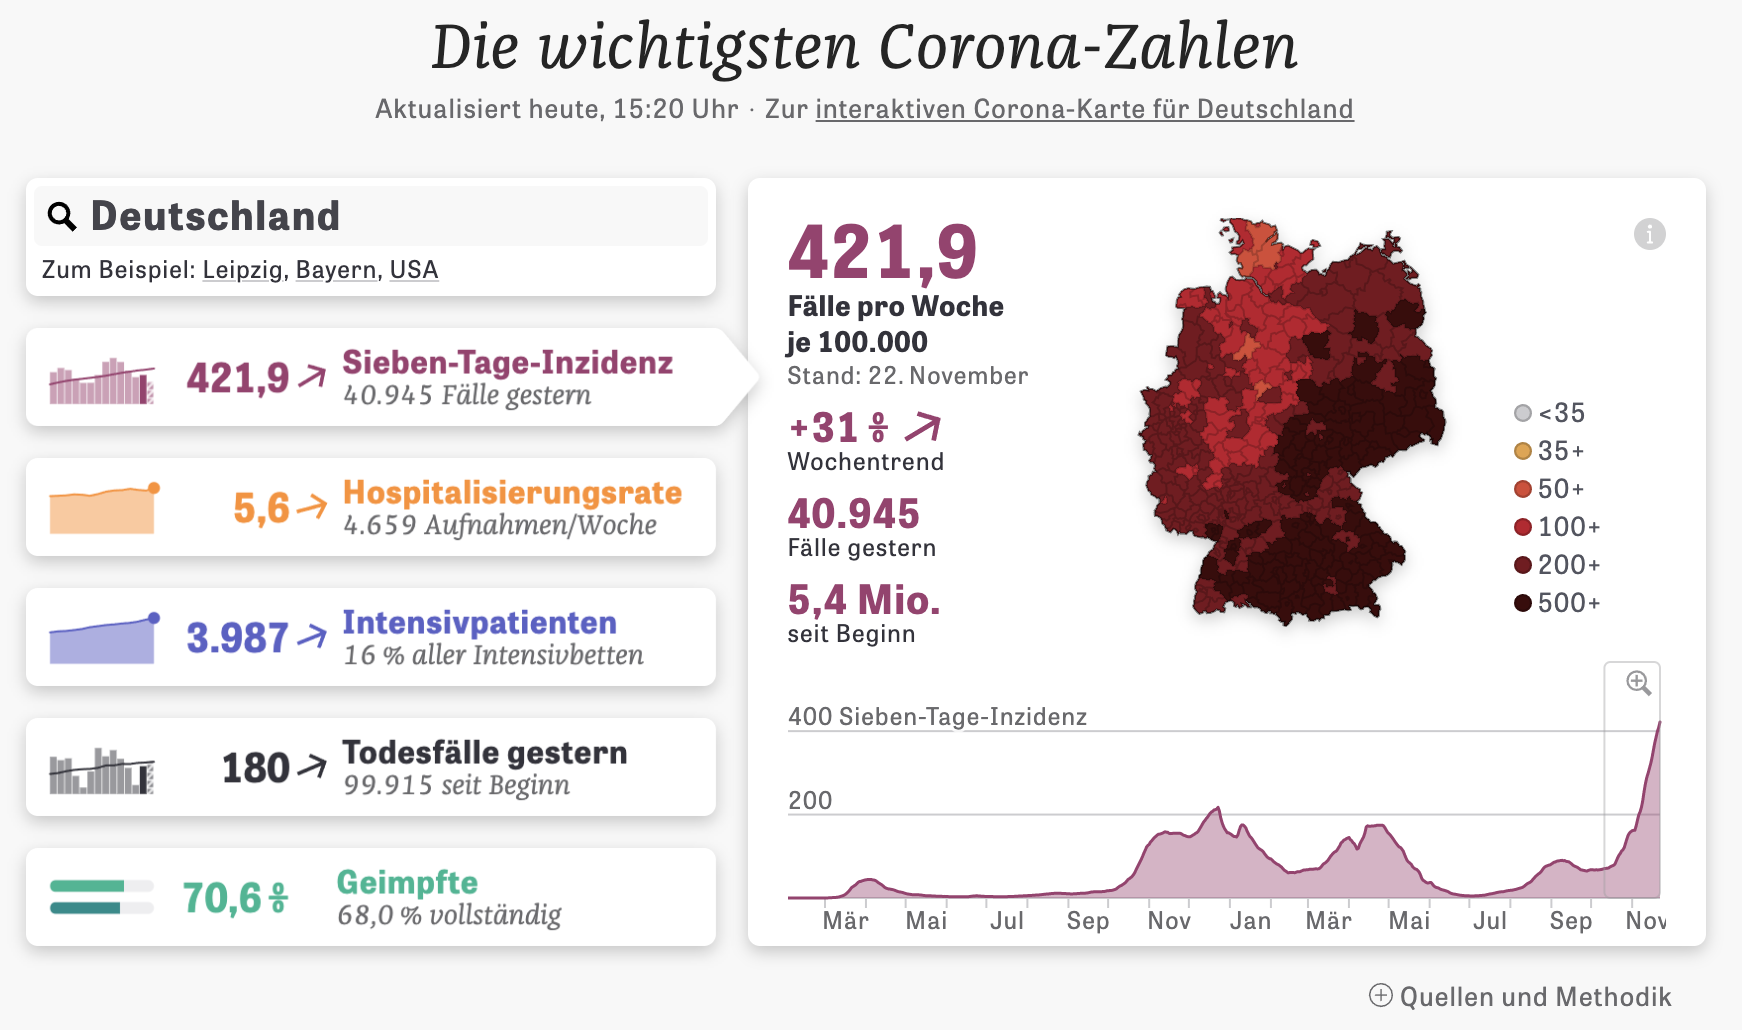 Die wichtigsten Corona-Zahlen
Aktualisiert heute, 15:20 Uhr · Zur interaktiven Corona-Karte für Deutschland
Deutschland
Zum Beispiel: Leipzig, Bayern, USA
421,9
Sieben-Tage-Inzidenz
40.945 Fälle gestern
5,6
Hospitalisierungsrate
4.659 Aufnahmen/Woche
3.987
Intensivpatienten
16 % aller Intensivbetten
180
Todesfälle gestern
99.915 seit Beginn
70,6 %
Geimpfte
68,0 % vollständig
421,9
Fälle pro Woche
je 100.000
Stand: 22. November
+31 %
Wochentrend
40.945
Fälle gestern
5,4 Mio.
seit Beginn
<35
35+
50+
100+
200+
500+
400 Sieben-Tage-Inzidenz
200
Mär Mai Jul Sep Nov Jan Mär Mai Jul Sep Nov
Quellen und Methodik